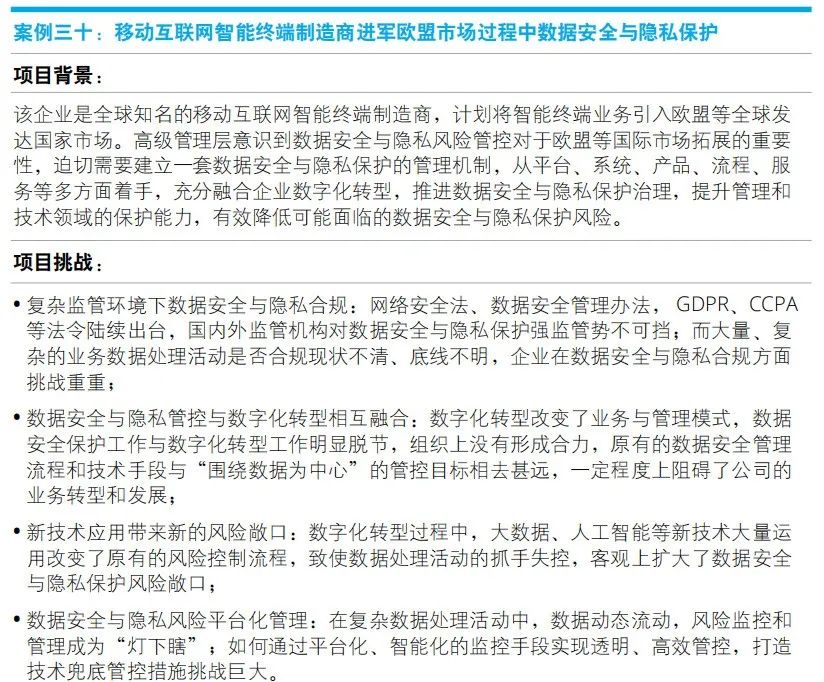 案例三十：移动互联网智能终端制造商进军欧盟市场过程中数据安全与隐私保护
项目背景：
该企业是全球知名的移动互联网智能终端制造商，计划将智能终端业务引入欧盟等全球发
达国家市场。高级管理层意识到数据安全与隐私风险管控对于欧盟等国际市场拓展的重要
性，迫切需要建立一套数据安全与隐私保护的管理机制，从平台、系统、产品、流程、服
务等多方面着手，充分融合企业数字化转型，推进数据安全与隐私保护治理，提升管理和
技术领域的保护能力，有效降低可能面临的数据安全与隐私保护风险。
项目挑战：
• 复杂监管环境下数据安全与隐私合规：网络安全法、数据安全管理办法， GDPR、CCPA
等法令陆续出台，国内外监管机构对数据安全与隐私保护强监管势不可挡；而大量、复
杂的业务数据处理活动是否合规现状不清、底线不明，企业在数据安全与隐私合规方面
挑战重重；
• 数据安全与隐私管控与数字化转型相互融合：数字化转型改变了业务与管理模式，数据
安全保护工作与数字化转型工作明显脱节，组织上没有形成合力，原有的数据安全管理
流程和技术手段与“围绕数据为中心”的管控目标相去甚远，一定程度上阻碍了公司的
业务转型和发展；
• 新技术应用带来新的风险敞口：数字化转型过程中，大数据、人工智能等新技术大量运
用改变了原有的风险控制流程，致使数据处理活动的抓手失控，客观上扩大了数据安全
与隐私保护风险敞口；
• 数据安全与隐私风险平台化管理：在复杂数据处理活动中，数据动态流动，风险监控和
管理成为“灯下瞎”；如何通过平台化、智能化的监控手段实现透明、高效管控，打造
技术兜底管控措施挑战巨大。